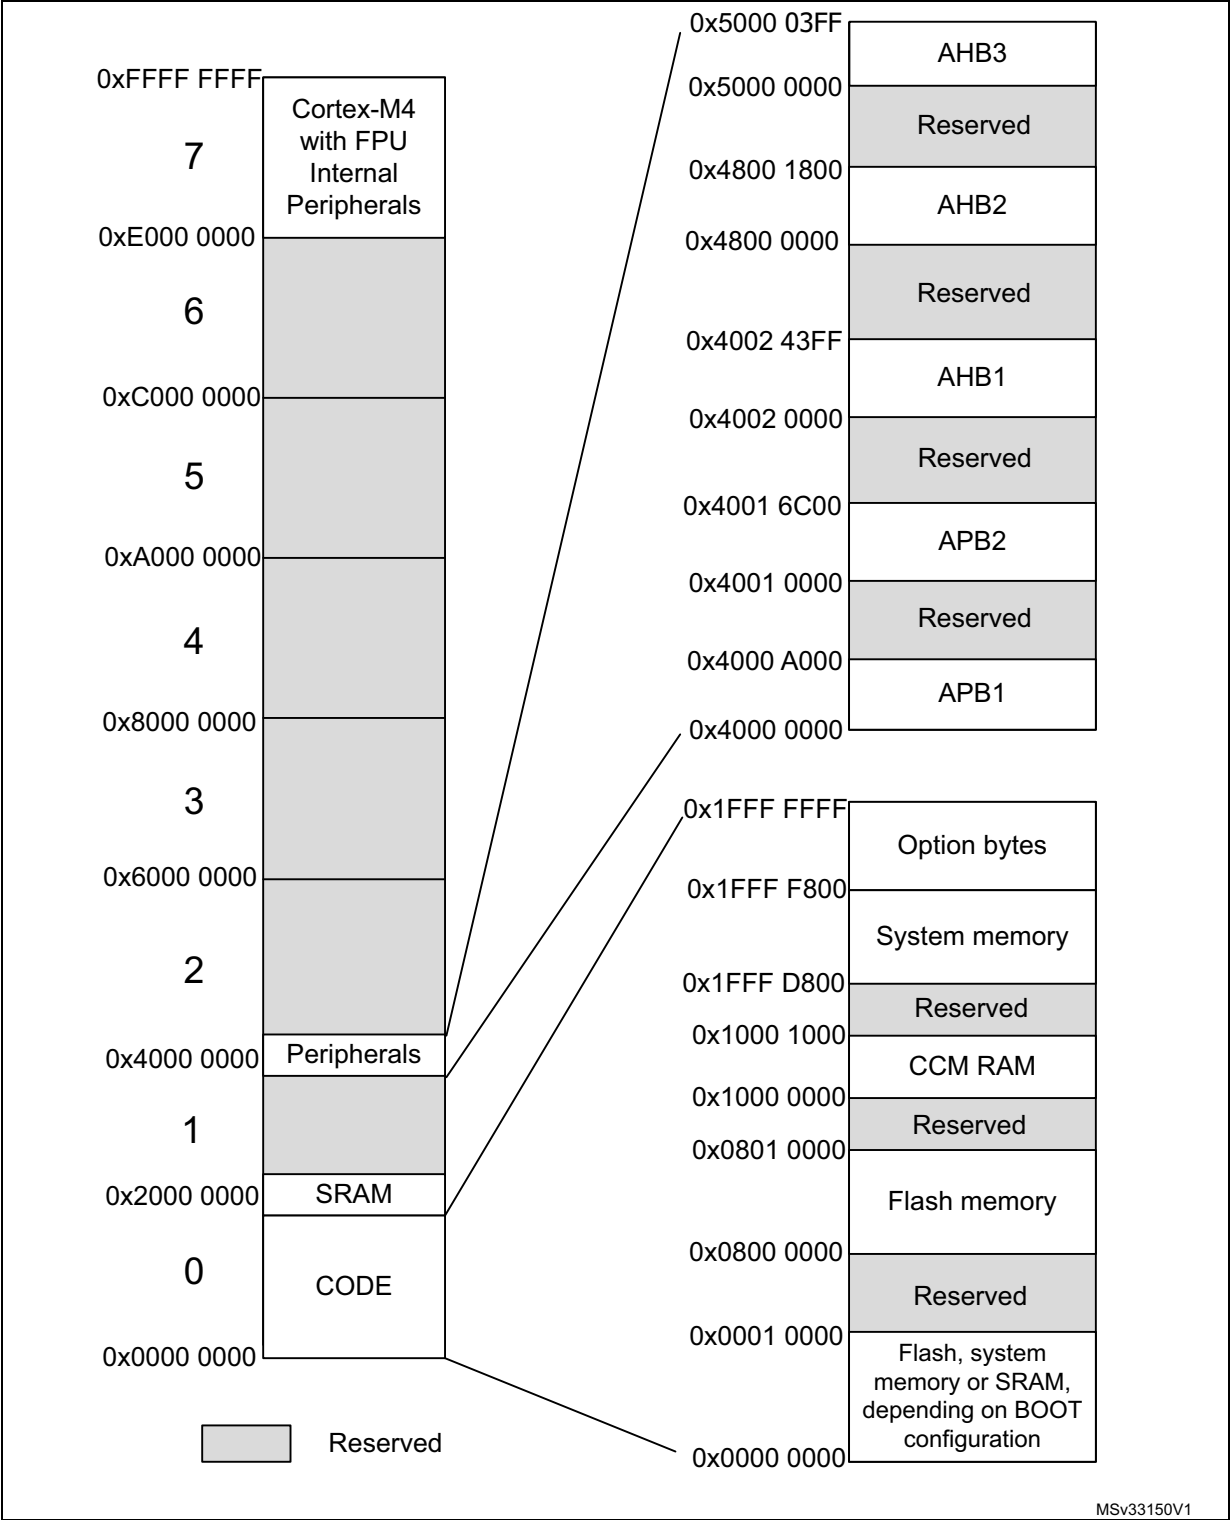 0xFFFF FFFF
Cortex-M4
with FPU
Internal
Peripherals
7
0xE000 0000
6
0xC000 0000
5
0xA000 0000
4
0x8000 0000
3
0x6000 0000
2
Peripherals
0x4000 0000
1
SRAM
0x2000 0000
0
CODE
0x0000 0000
Reserved
0x5000 03FF
AHB3
0x5000 0000
Reserved
0x4800 1800
AHB2
0x4800 0000
Reserved
0x4002 43FF
AHB1
0x4002 0000
Reserved
0x4001 6C00
APB2
0x4001 0000
Reserved
0x4000 A000
APB1
0x4000 0000
0x1FFF FFFF
Option bytes
0x1FFF F800
System memory
0x1FFF D800
Reserved
0x1000 1000
CCM RAM
0x1000 0000
Reserved
0x0801 0000
Flash memory
0x0800 0000
Reserved
0x0001 0000
Flash, system
memory or SRAM,
depending on BOOT
configuration
0x0000 0000
MSv33150V1